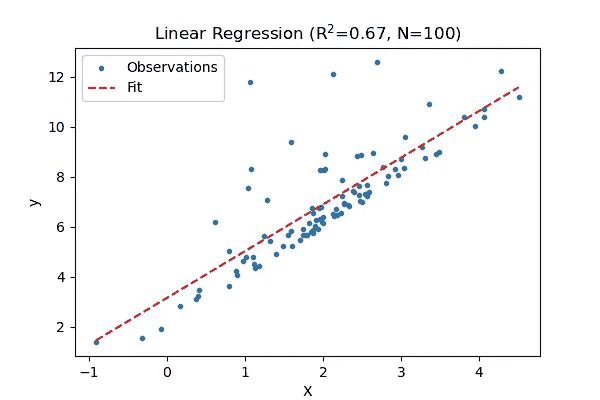 Linear Regression (R²=0.67, N=100)
Observations
Fit
12
10
8
6
4
2
y
−1
0
1
2
3
4
X